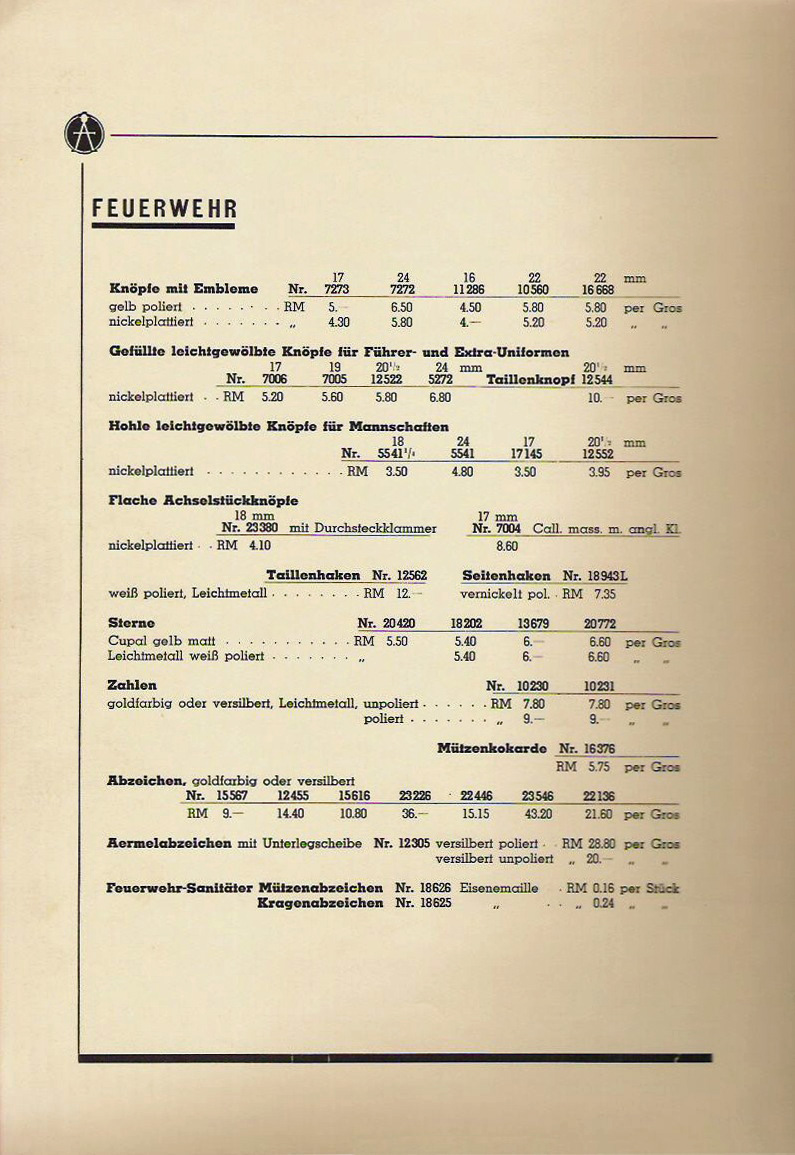 A
FEUERWEHR
17 24 16 22 22 mm
Knöpfe mit Embleme Nr. 7273 7272 11286 10560 16668
gelb poliert . . . . . . . . RM 5.— 6.50 4.50 5.80 5.80 per Gros
nickelplattiert . . . . . . . „ 4.30 5.80 4.— 5.20 5.20 „ „
Gefüllte leichtgewölbte Knöpfe für Führer- und Extra-Uniformen
17 19 20½ 24 mm 20½ mm
Nr. 7006 7005 12522 5272 Taillenknopf 12544
nickelplattiert . . RM 5.20 5.60 5.80 6.80 10.— per Gros
Hohle leichtgewölbte Knöpfe für Mannschaften
18 24 17 20½ mm
Nr. 5541¼ 5541 17145 12552
nickelplattiert . . . . . . . . . . . . RM 3.50 4.80 3.50 3.95 per Gros
Flache Achselstückknöpfe
18 mm 17 mm
Nr. 23380 mit Durchsteckklammer Nr. 7004 Call. mass. m. angl. Kl.
nickelplattiert . . RM 4.10 8.60
Taillenhaken Nr. 12562 Seitenhaken Nr. 18943L
weiß poliert, Leichtmetall . . . . . . . . RM 12.— vernickelt pol. . RM 7.35
Sterne Nr. 20420 18202 13679 20772
Cupal gelb matt . . . . . . . . . . . RM 5.50 5.40 6.— 6.60 per Gros
Leichtmetall weiß poliert . . . . . . . „ 5.40 6.— 6.60 „ „
Zahlen Nr. 10230 10231
goldfarbig oder versilbert, Leichtmetall, unpoliert . . . . . . RM 7.80 7.80 per Gros
poliert . . . . . . . „ 9.— 9.— „ „
Mützenkokarde Nr. 16376
RM 5.75 per Gros
Abzeichen, goldfarbig oder versilbert
Nr. 15567 12455 15616 23226 22446 23546 22136
RM 9.— 14.40 10.80 36.— 15.15 43.20 21.60 per Gros
Aermelabzeichen mit Unterlegscheibe Nr. 12305 versilbert poliert . . RM 28.80 per Gros
versilbert unpoliert „ 20.— „ „
Feuerwehr-Sanitäter Mützenabzeichen Nr. 18626 Eisenemaille . RM 0.16 per Stück
Kragenabzeichen Nr. 18625 „ . . „ 0.24 „ „